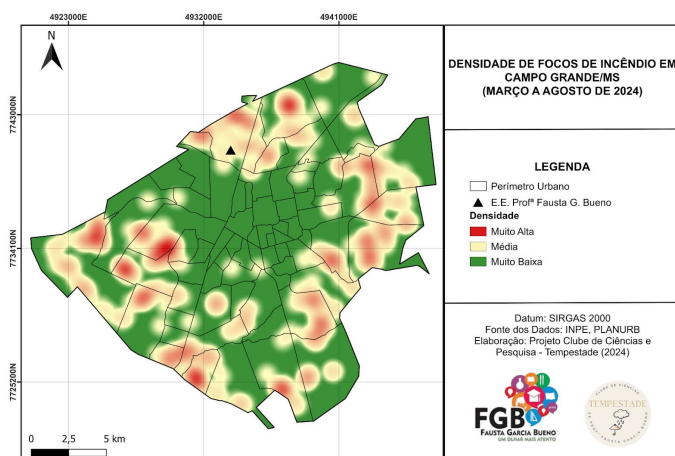 4923000E 4932000E 4941000E
N
7743000N
7734100N
7725200N
0 2,5 5 km
DENSIDADE DE FOCOS DE INCÊNDIO EM
CAMPO GRANDE/MS
(MARÇO A AGOSTO DE 2024)
LEGENDA
Perímetro Urbano
E.E. Profª Fausta G. Bueno
Densidade
Muito Alta
Média
Muito Baixa
Datum: SIRGAS 2000
Fonte dos Dados: INPE, PLANURB
Elaboração: Projeto Clube de Ciências e
Pesquisa - Tempestade (2024)
FGB
FAUSTA GARCIA BUENO
UM OLHAR MAIS ATENTO
CLUBE DE CIÊNCIAS
TEMPESTADE